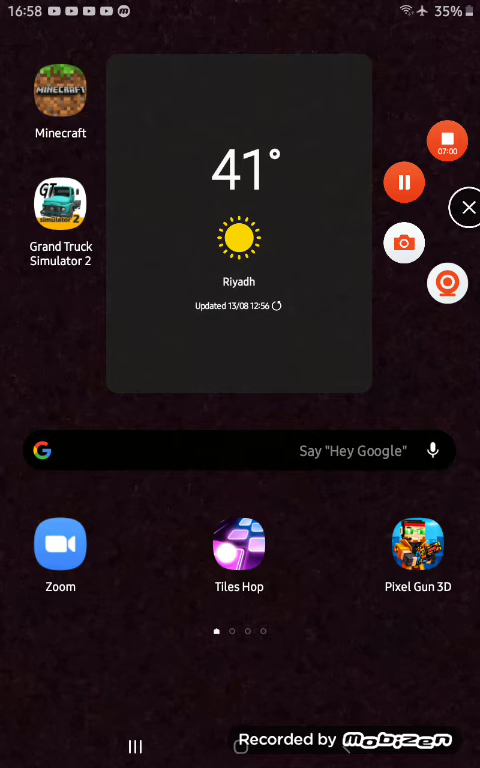 16:58
35%
MINECRAFT
Minecraft
GT
simulator 2
Grand Truck
Simulator 2
41°
Riyadh
Updated 13/08 12:56
07:00
Say "Hey Google"
Zoom
Tiles Hop
Pixel Gun 3D
Recorded by Mobizen